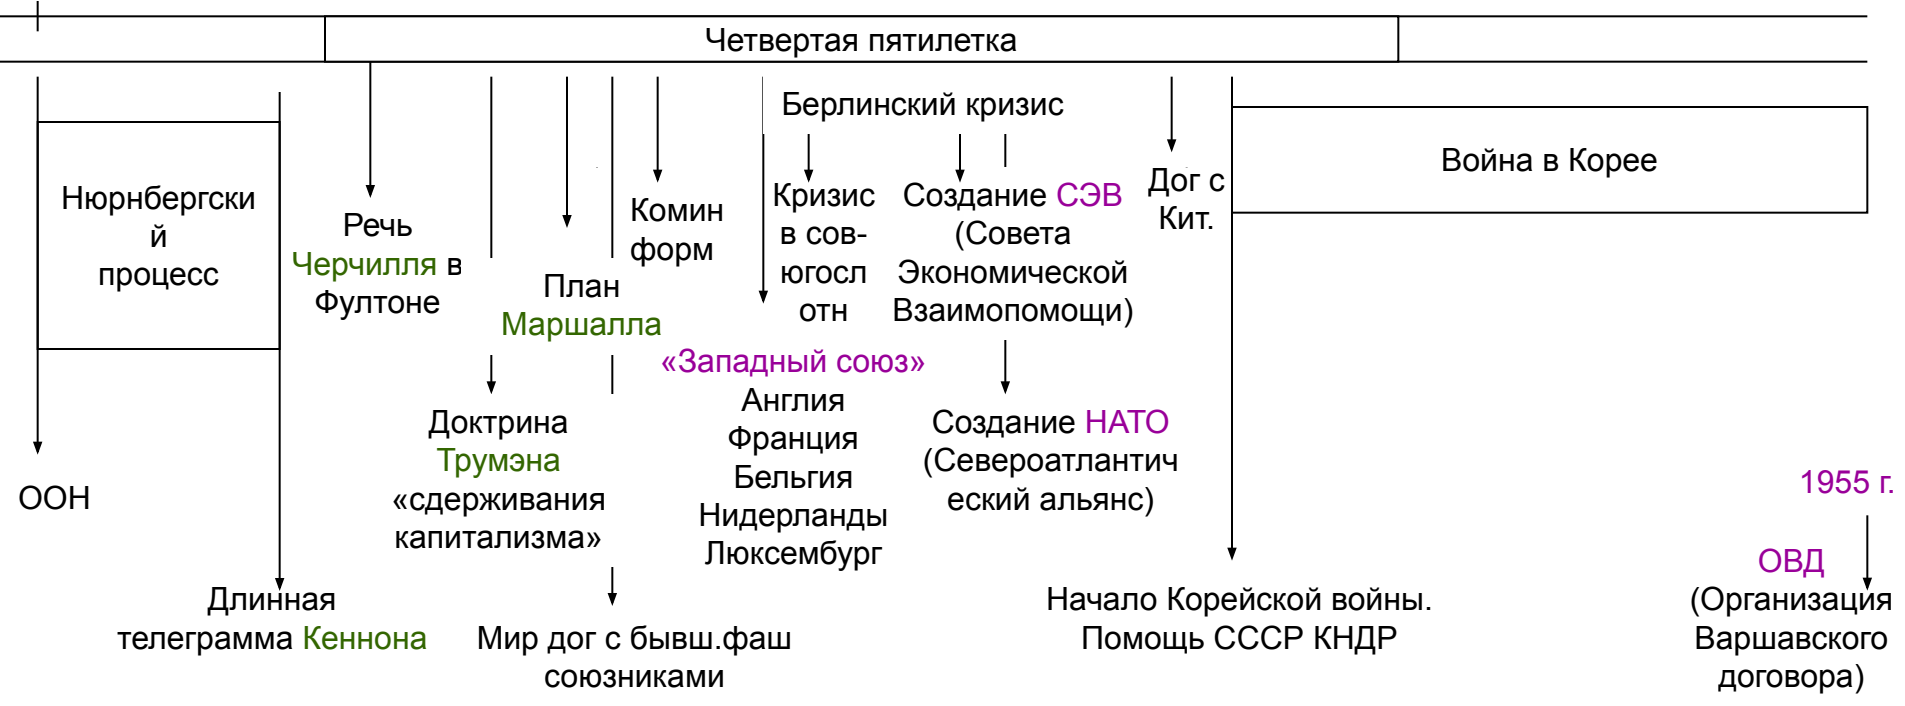 Четвертая пятилетка
Берлинский кризис
Война в Корее
Нюрнбергски
й
процесс
Речь
Черчилля в
Фултоне
План
Маршалла
Комин
форм
Кризис
в сов-
югосл
отн
Создание СЭВ
(Совета
Экономической
Взаимопомощи)
Дог с
Кит.
«Западный союз»
Англия
Франция
Бельгия
Нидерланды
Люксембург
Доктрина
Трумэна
«сдерживания
капитализма»
Создание НАТО
(Североатлантич
еский альянс)
ООН
1955 г.
ОВД
(Организация
Варшавского
договора)
Длинная
телеграмма Кеннона
Мир дог с бывш.фаш
союзниками
Начало Корейской войны.
Помощь СССР КНДР